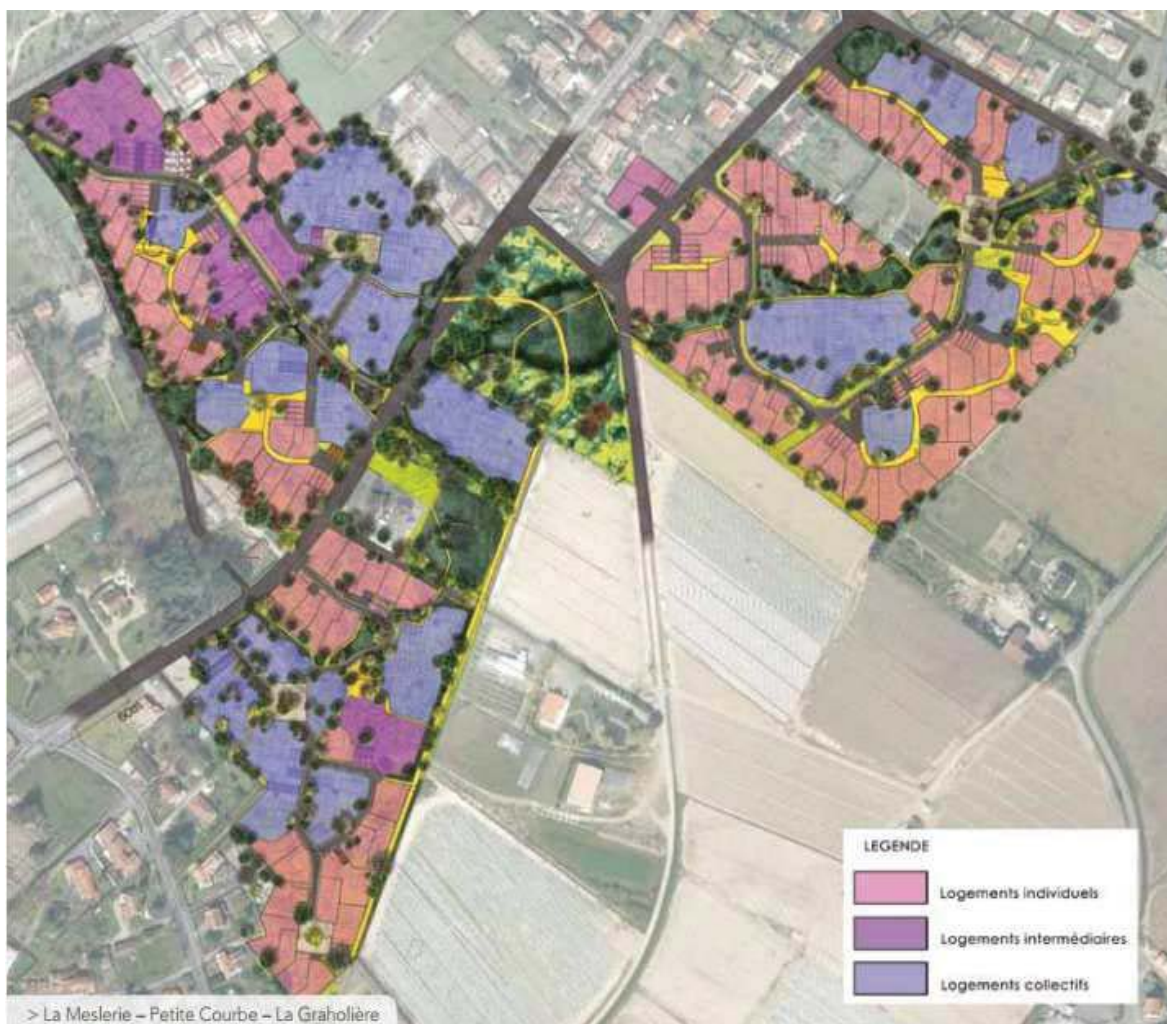 LEGENDE
Logements individuels
Logements intermédiaires
Logements collectifs
> La Meslerie – Petite Courbe – La Graholière